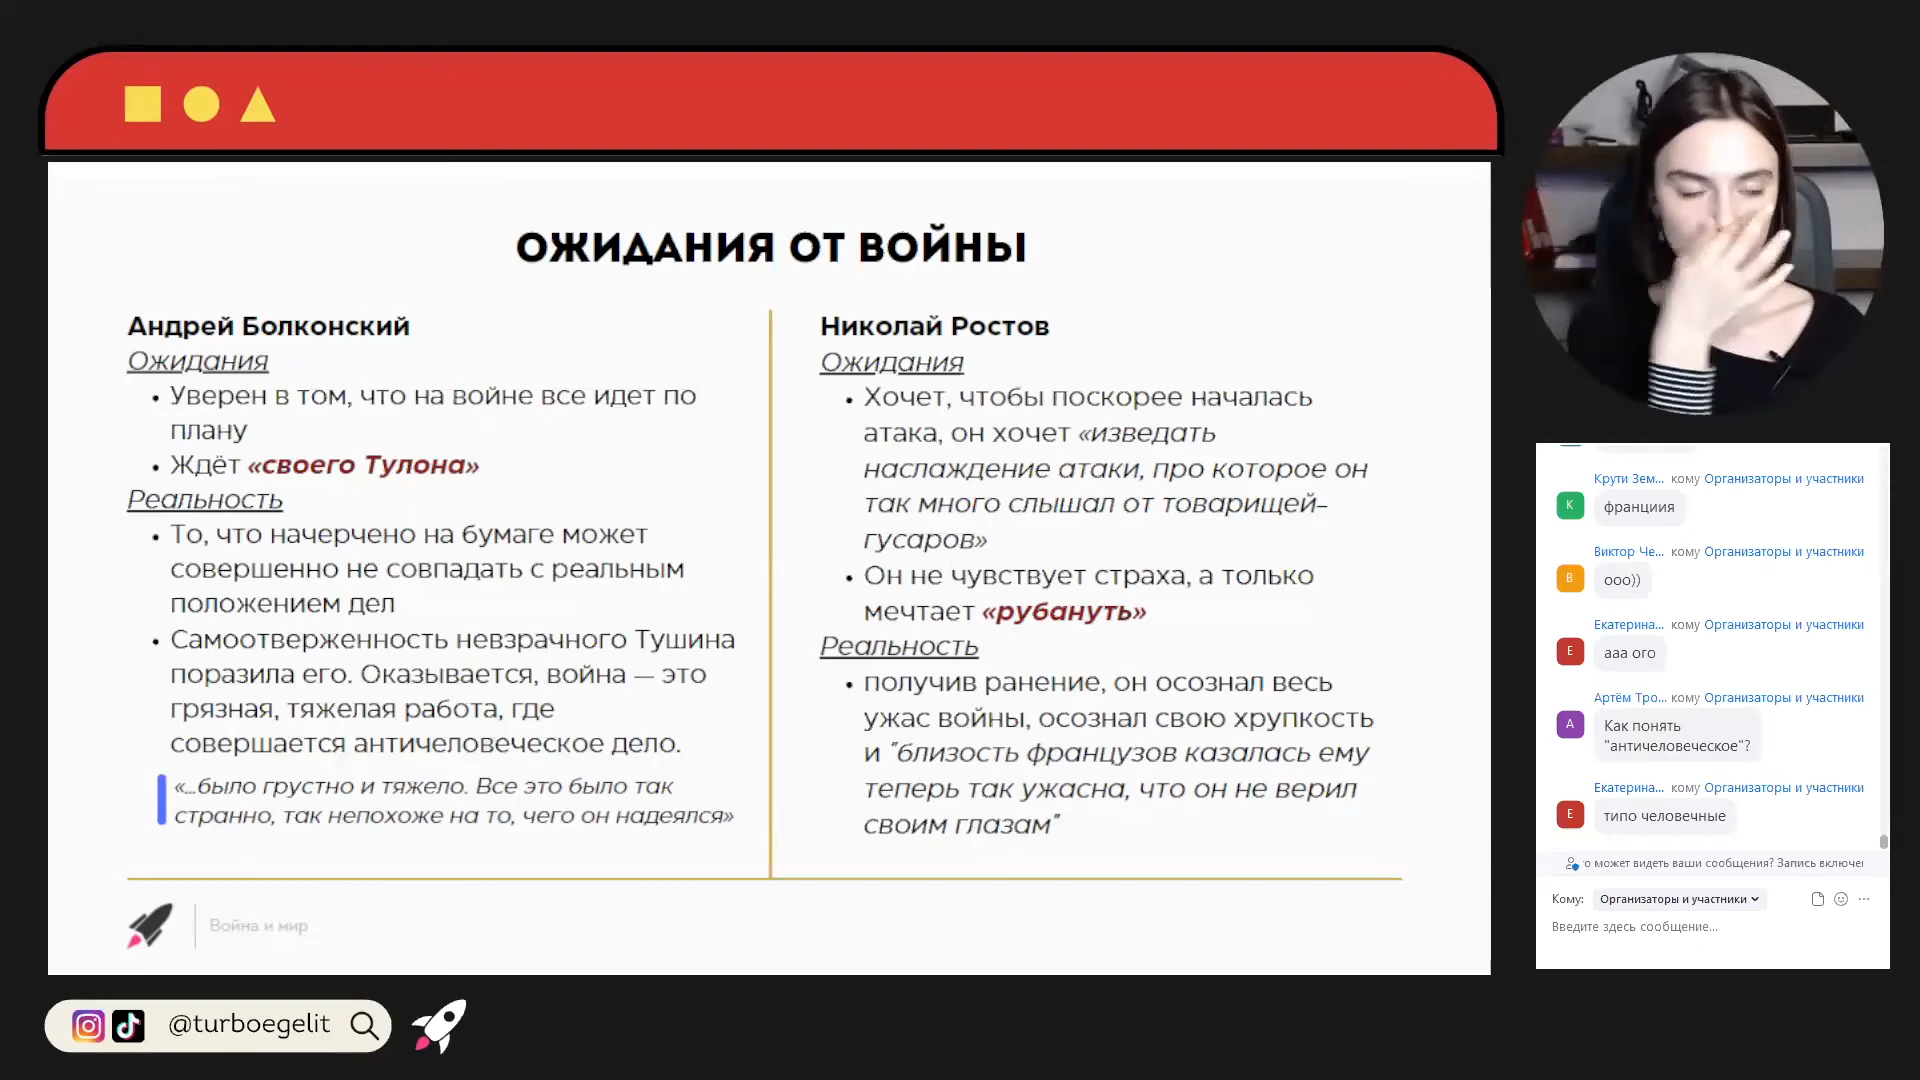 ОЖИДАНИЯ ОТ ВОЙНЫ
Андрей Болконский
Ожидания
• Уверен в том, что на войне все идет по
плану
• Ждёт «своего Тулона»
Реальность
• То, что начерчено на бумаге может
совершенно не совпадать с реальным
положением дел
• Самоотверженность невзрачного Тушина
поразила его. Оказывается, война — это
грязная, тяжелая работа, где
совершается античеловеческое дело.
«...было грустно и тяжело. Все это было так
странно, так непохоже на то, чего он надеялся»
Николай Ростов
Ожидания
• Хочет, чтобы поскорее началась
атака, он хочет «изведать
наслаждение атаки, про которое он
так много слышал от товарищей-
гусаров»
• Он не чувствует страха, а только
мечтает «рубануть»
Реальность
• получив ранение, он осознал весь
ужас войны, осознал свою хрупкость
и "близость французов казалась ему
теперь так ужасна, что он не верил
своим глазам"
Война и мир
@turboegelit
Крути Зем... кому Организаторы и участники
К
франциия
Виктор Че... кому Организаторы и участники
В
ооо))
Екатерина... кому Организаторы и участники
Е
ааа ого
Артём Тро... кому Организаторы и участники
А
Как понять
"античеловеческое"?
Екатерина... кому Организаторы и участники
Е
типо человечные
о может видеть ваши сообщения? Запись включе
Кому: Организаторы и участники
Введите здесь сообщение...